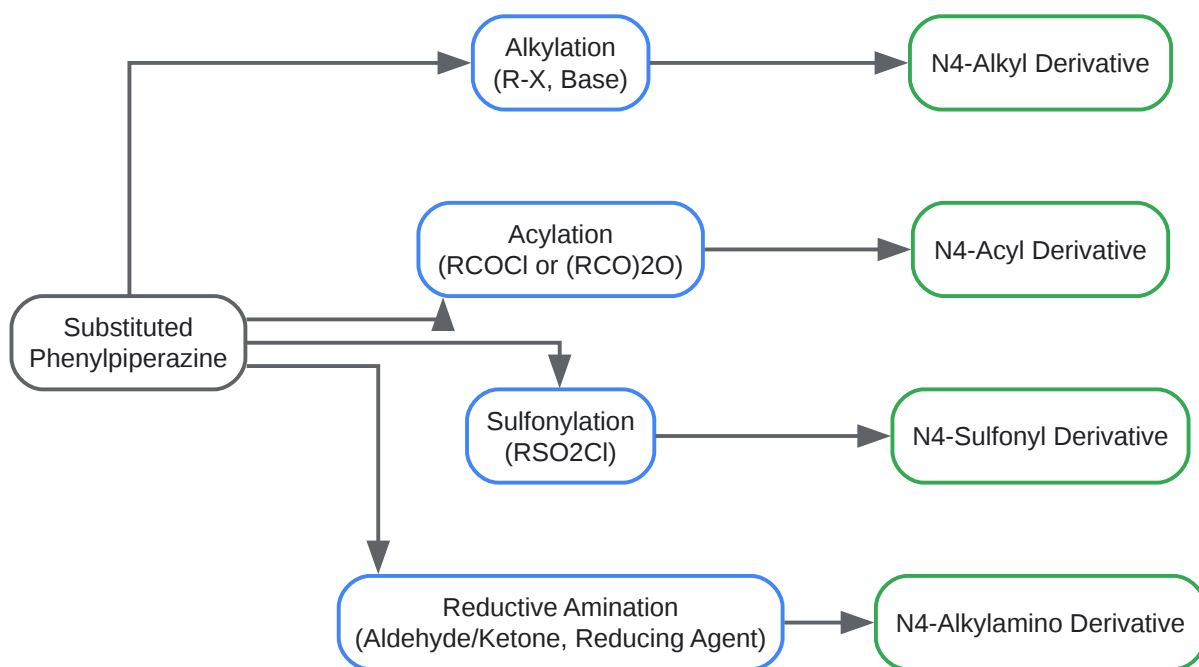 Alkylation
(R-X, Base)
N4-Alkyl Derivative
Acylation
(RCOCl or (RCO)2O)
N4-Acyl Derivative
Substituted
Phenylpiperazine
Sulfonylation
(RSO2Cl)
N4-Sulfonyl Derivative
Reductive Amination
(Aldehyde/Ketone, Reducing Agent)
N4-Alkylamino Derivative